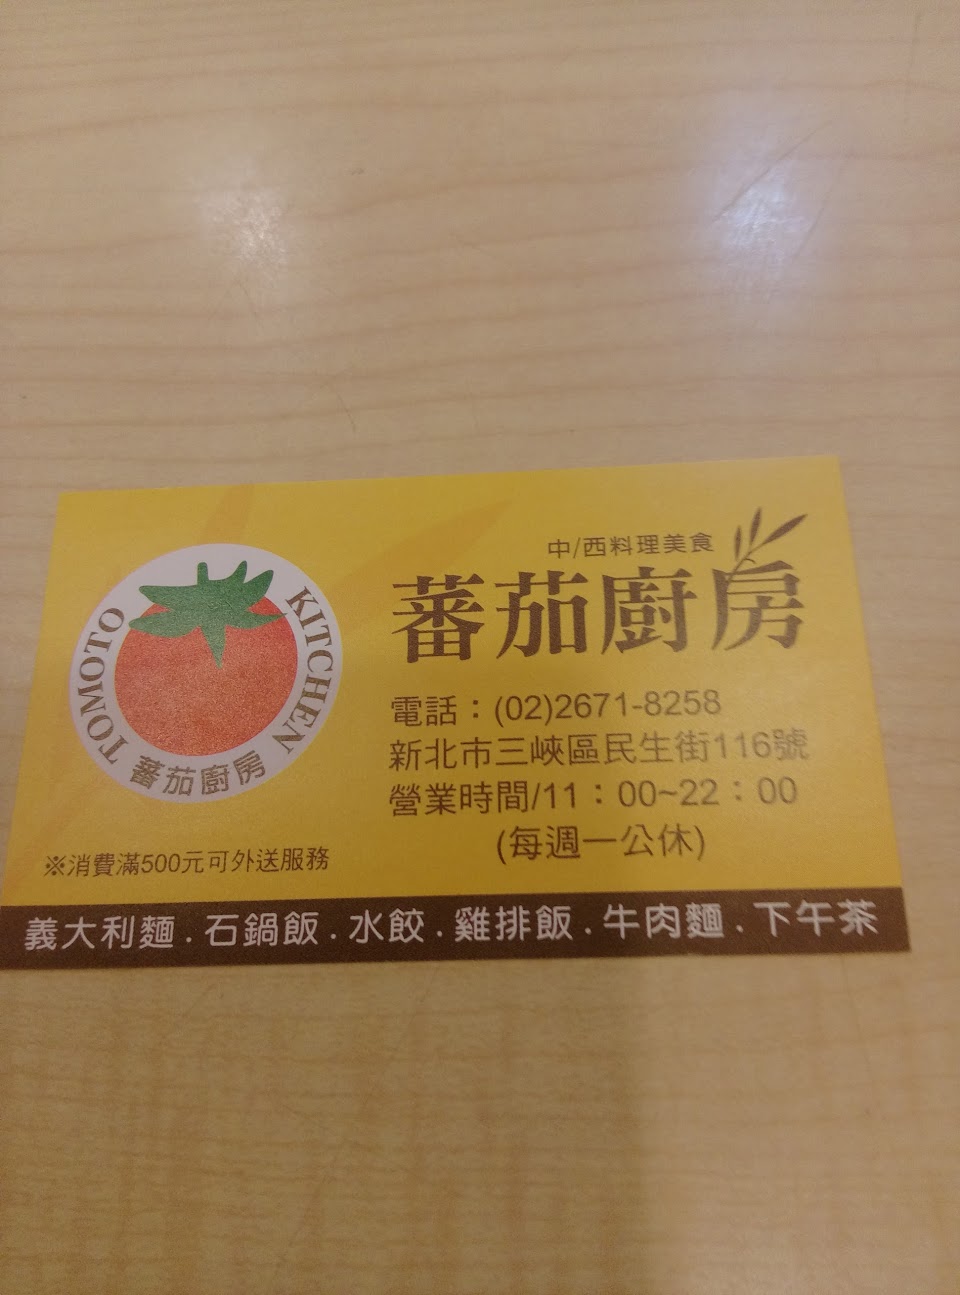 TOMOTO KITCHEN
蕃茄廚房
※消費滿500元可外送服務
中/西料理美食
蕃茄廚房
電話：(02)2671-8258
新北市三峽區民生街116號
營業時間/11：00~22：00
(每週一公休)
義大利麵.石鍋飯.水餃.雞排飯.牛肉麵.下午茶